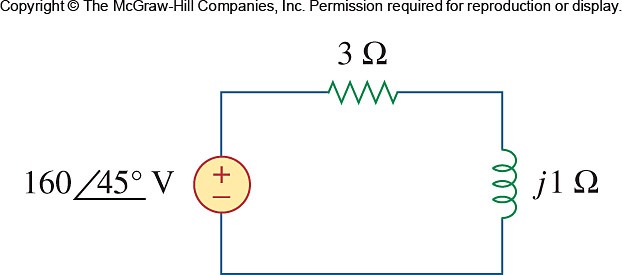 Copyright © The McGraw-Hill Companies, Inc. Permission required for reproduction or display.
3 Ω
160∠45° V
+
−
j1 Ω